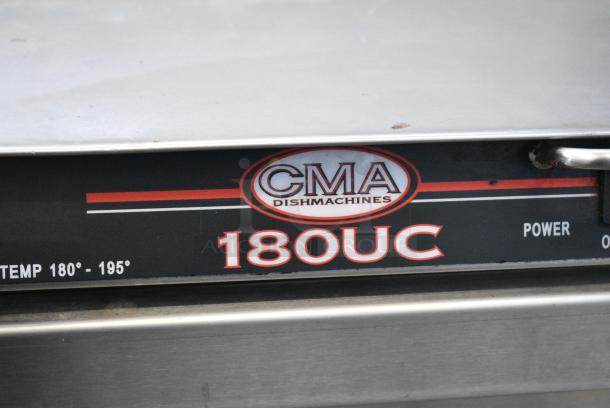 CMA
DISHMACHINES
180UC
TEMP 180° - 195°
POWER